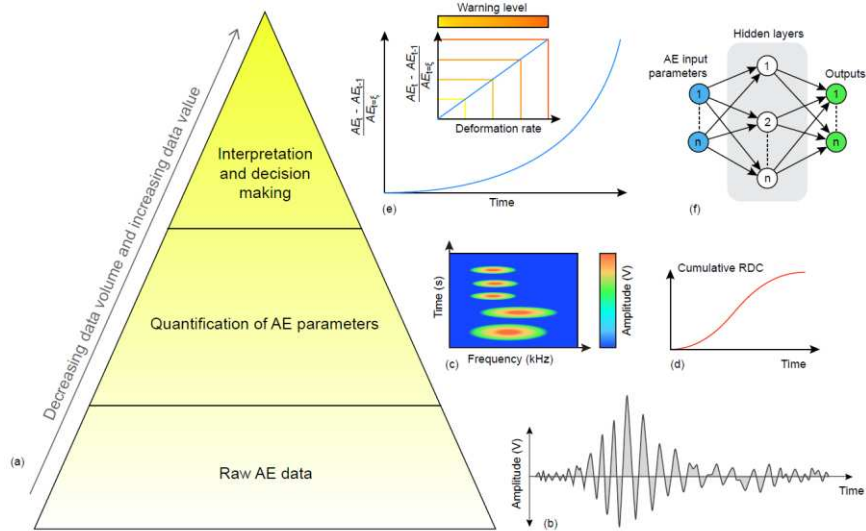 Decreasing data volume and increasing data value
Interpretation
and decision
making
Quantification of AE parameters
Raw AE data
(a)
Warning level
AEt - AEt-1
AEt=ξ
Deformation rate
AEt - AEt-1
AEt=ξ
Time
(e)
Hidden layers
AE input
parameters
Outputs
1
n
1
2
n
1
n
(f)
Time (s)
Frequency (kHz)
Amplitude (V)
(c)
Cumulative RDC
Time
(d)
Amplitude (V)
Time
(b)